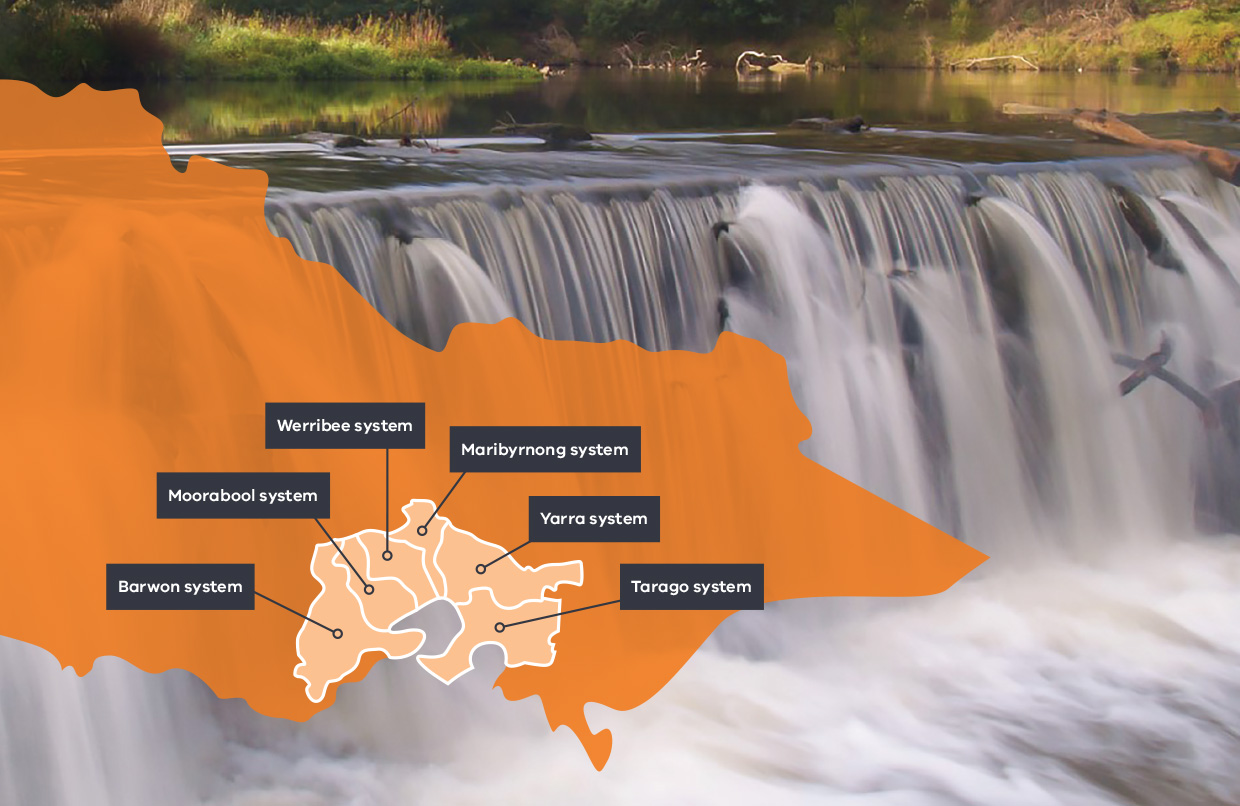 Werribee system
Maribyrnong system
Moorabool system
Yarra system
Barwon system
Tarago system